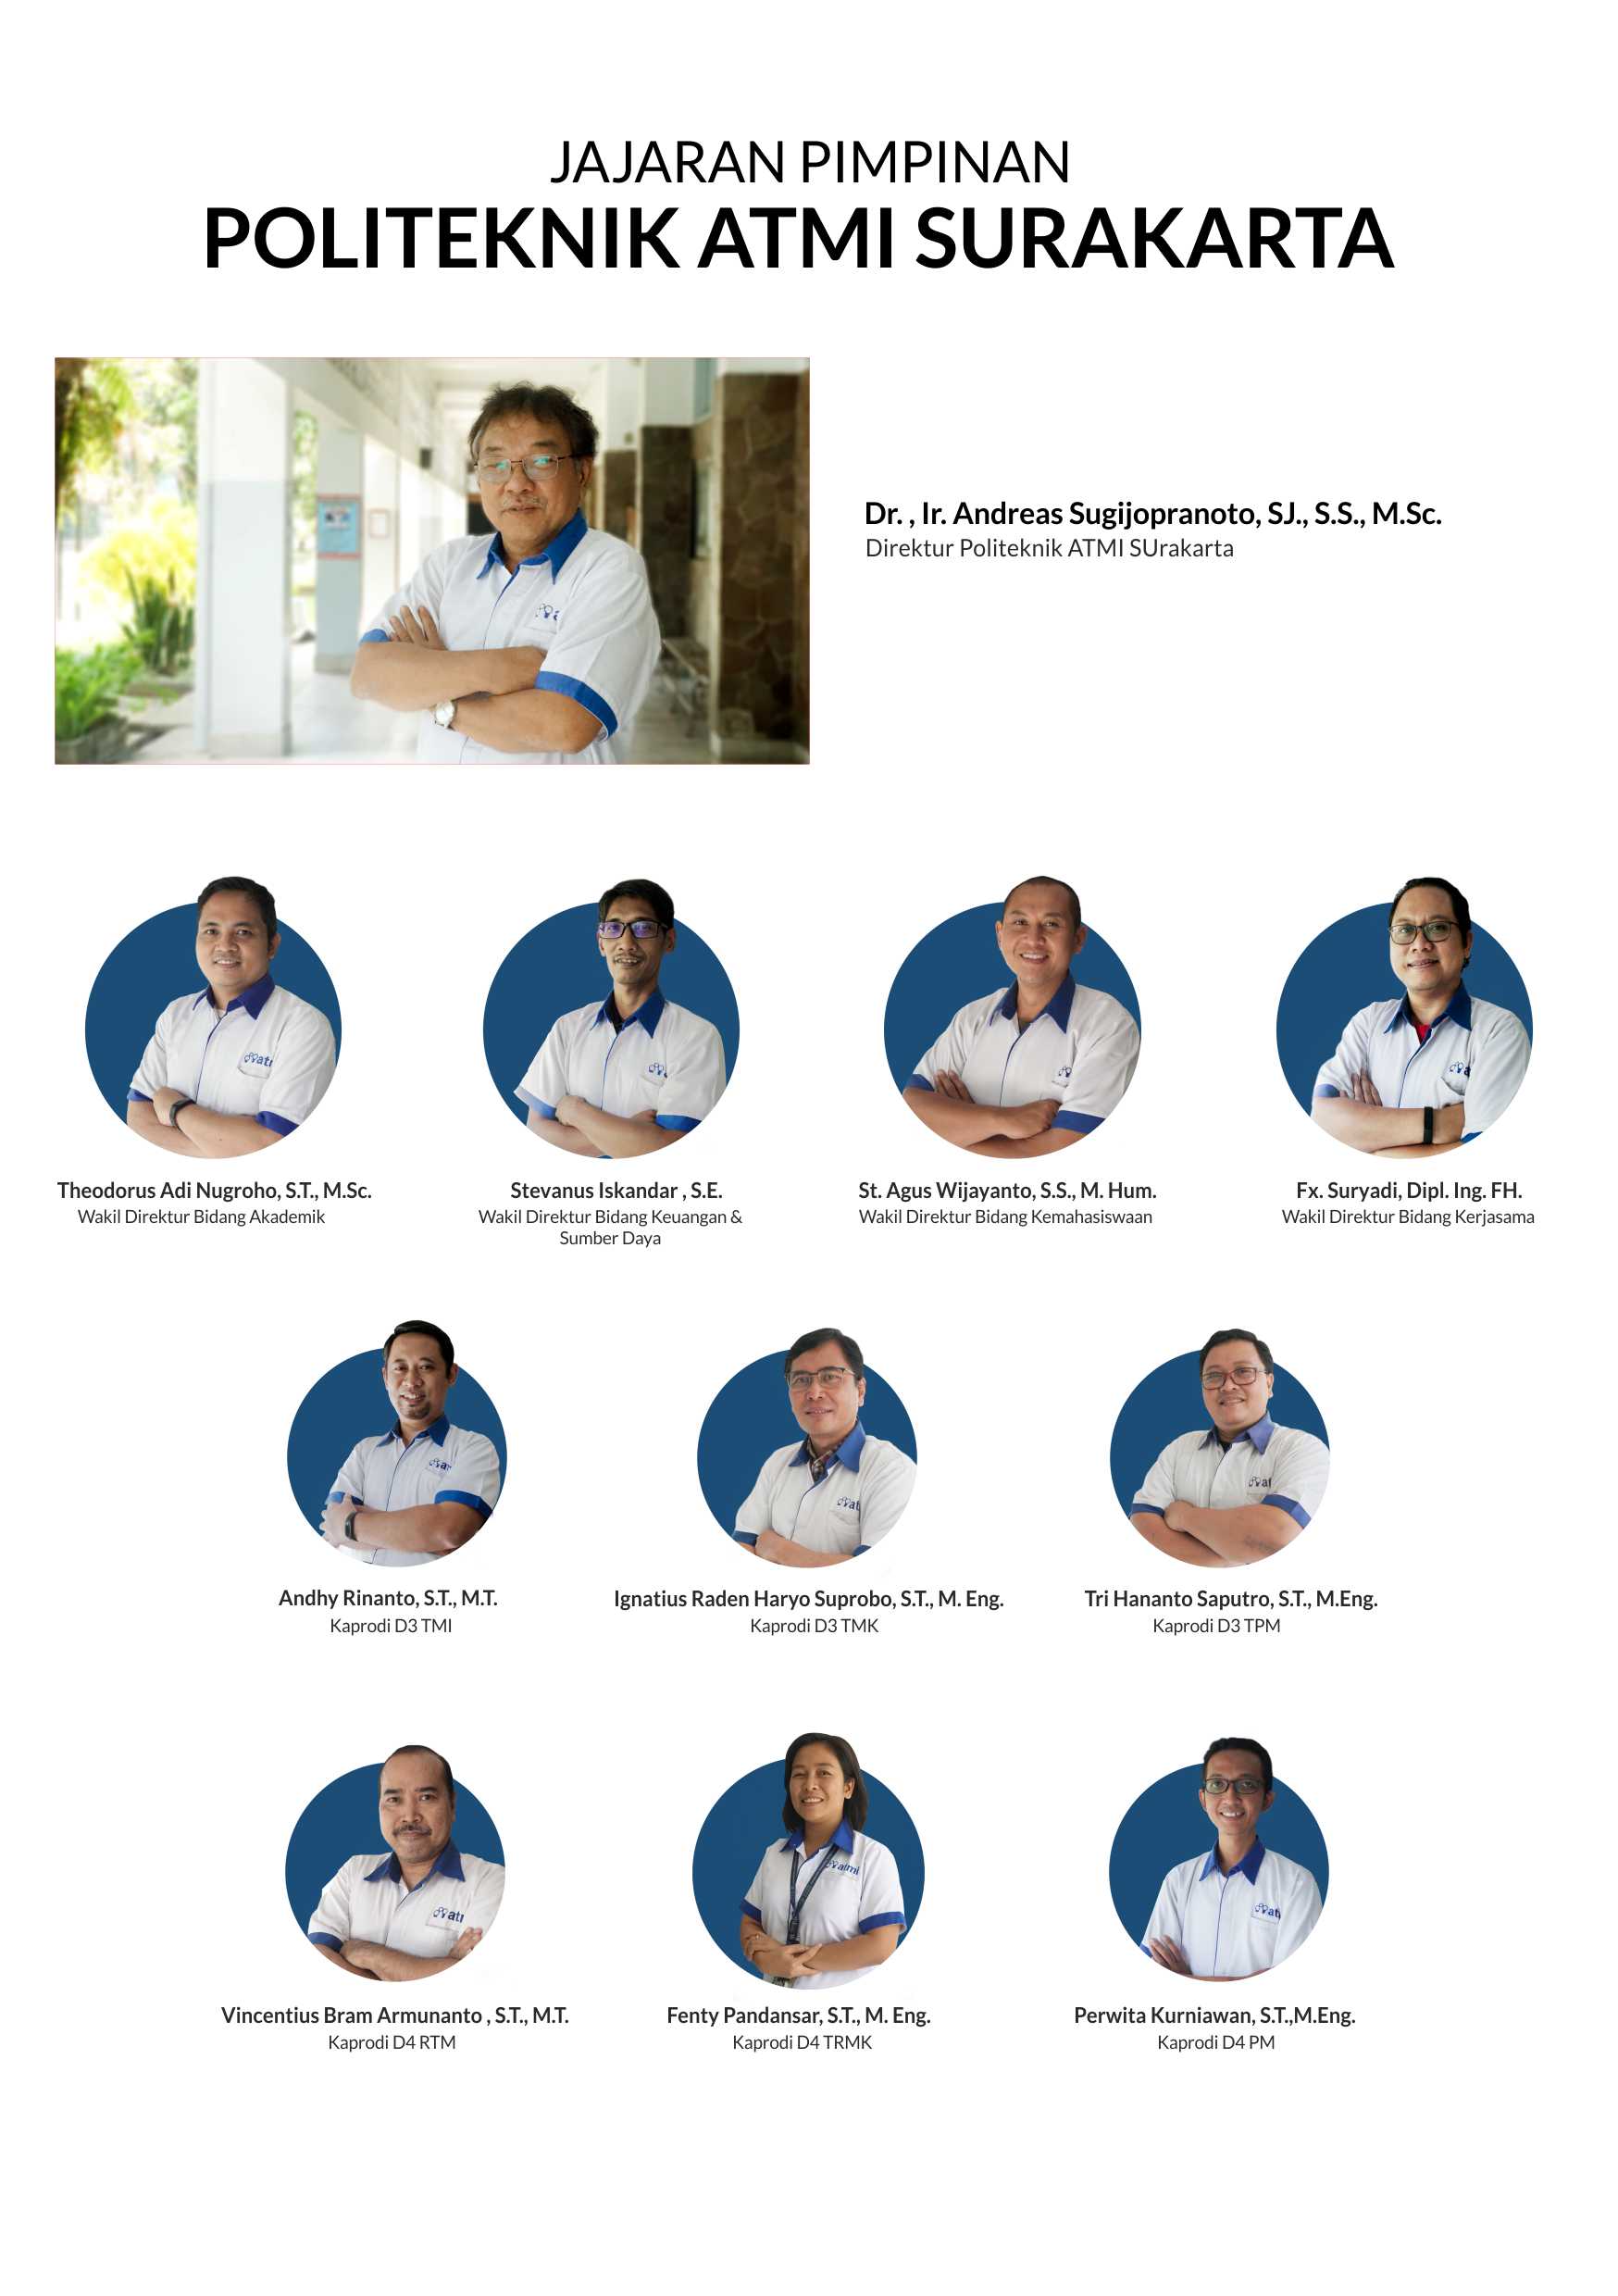 JAJARAN PIMPINAN
POLITEKNIK ATMI SURAKARTA
Dr. , Ir. Andreas Sugijopranoto, SJ., S.S., M.Sc.
Direktur Politeknik ATMI SUrakarta
Theodorus Adi Nugroho, S.T., M.Sc.
Wakil Direktur Bidang Akademik
Stevanus Iskandar , S.E.
Wakil Direktur Bidang Keuangan &
Sumber Daya
St. Agus Wijayanto, S.S., M. Hum.
Wakil Direktur Bidang Kemahasiswaan
Fx. Suryadi, Dipl. Ing. FH.
Wakil Direktur Bidang Kerjasama
Andhy Rinanto, S.T., M.T.
Kaprodi D3 TMI
Ignatius Raden Haryo Suprobo, S.T., M. Eng.
Kaprodi D3 TMK
Tri Hananto Saputro, S.T., M.Eng.
Kaprodi D3 TPM
atmi
Vincentius Bram Armunanto , S.T., M.T.
Kaprodi D4 RTM
Fenty Pandansar, S.T., M. Eng.
Kaprodi D4 TRMK
Perwita Kurniawan, S.T.,M.Eng.
Kaprodi D4 PM